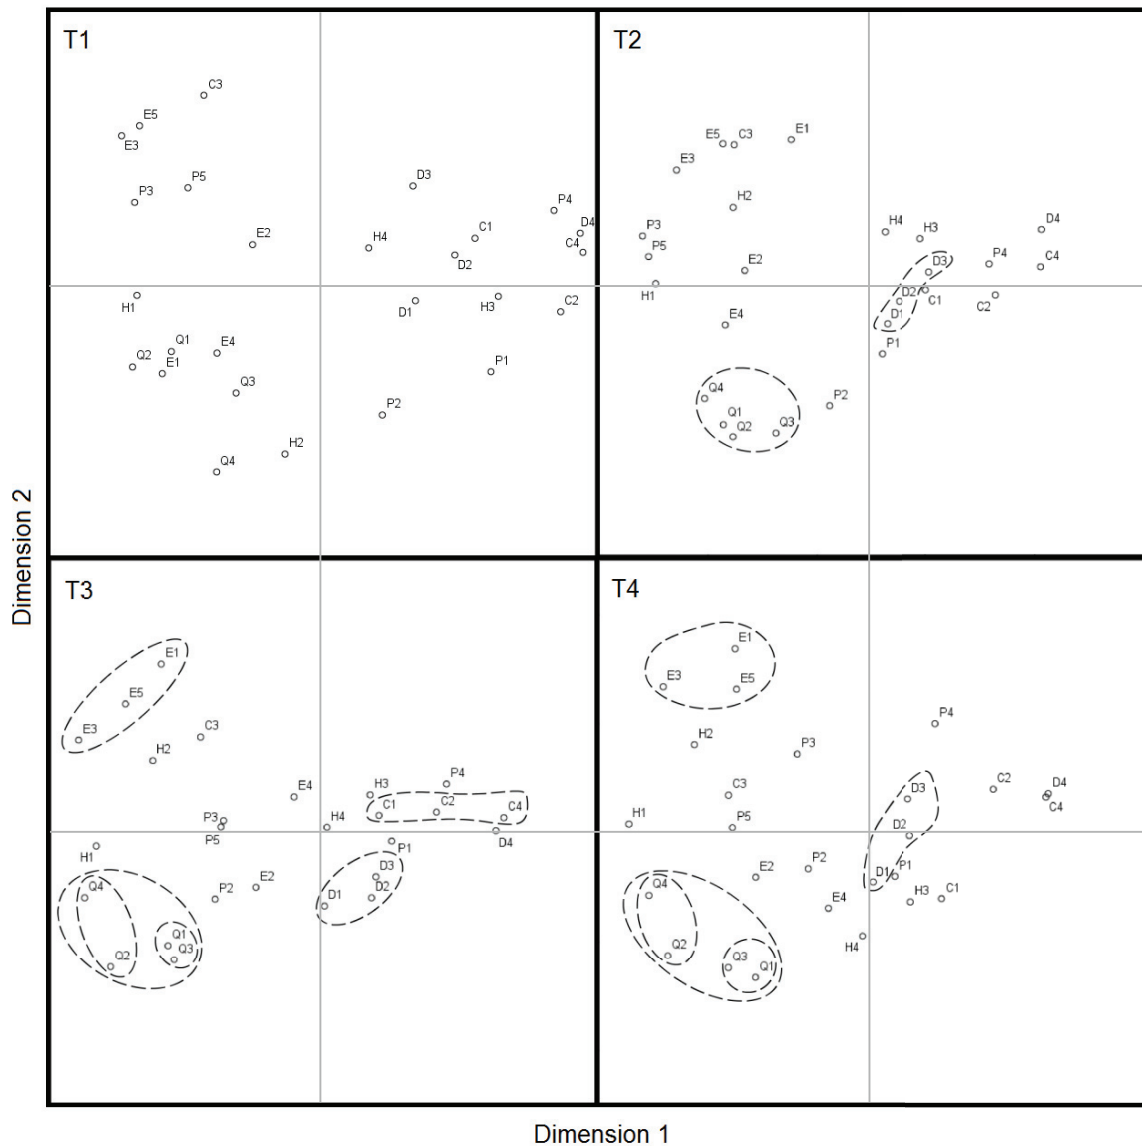 T1
C3
E5
E3
P5
P3
D3
P4
E2
H4
C1
D4
C4
D2
H1
D1
H3
C2
Q1
Q2
E1
E4
Q3
P1
P2
H2
Q4
T2
E1
E5
C3
E3
H2
P3
P5
H4
H3
D4
E2
D3
P4
C4
H1
D2
C1
C2
E4
D1
P1
Q4
P2
Q1
Q2
Q3
T3
E1
E5
E3
C3
H2
E4
H3
P4
C1
C2
C4
P3
P5
H4
D4
H1
P1
Q4
P2
E2
D3
D1
D2
Q1
Q2
Q3
T4
E1
E3
E5
P4
H2
P3
C3
D3
C2
D4
C4
H1
P5
D2
Q4
E2
P2
D1
P1
E4
H3
C1
Q2
H4
Q3
Q1
Dimension 2
Dimension 1